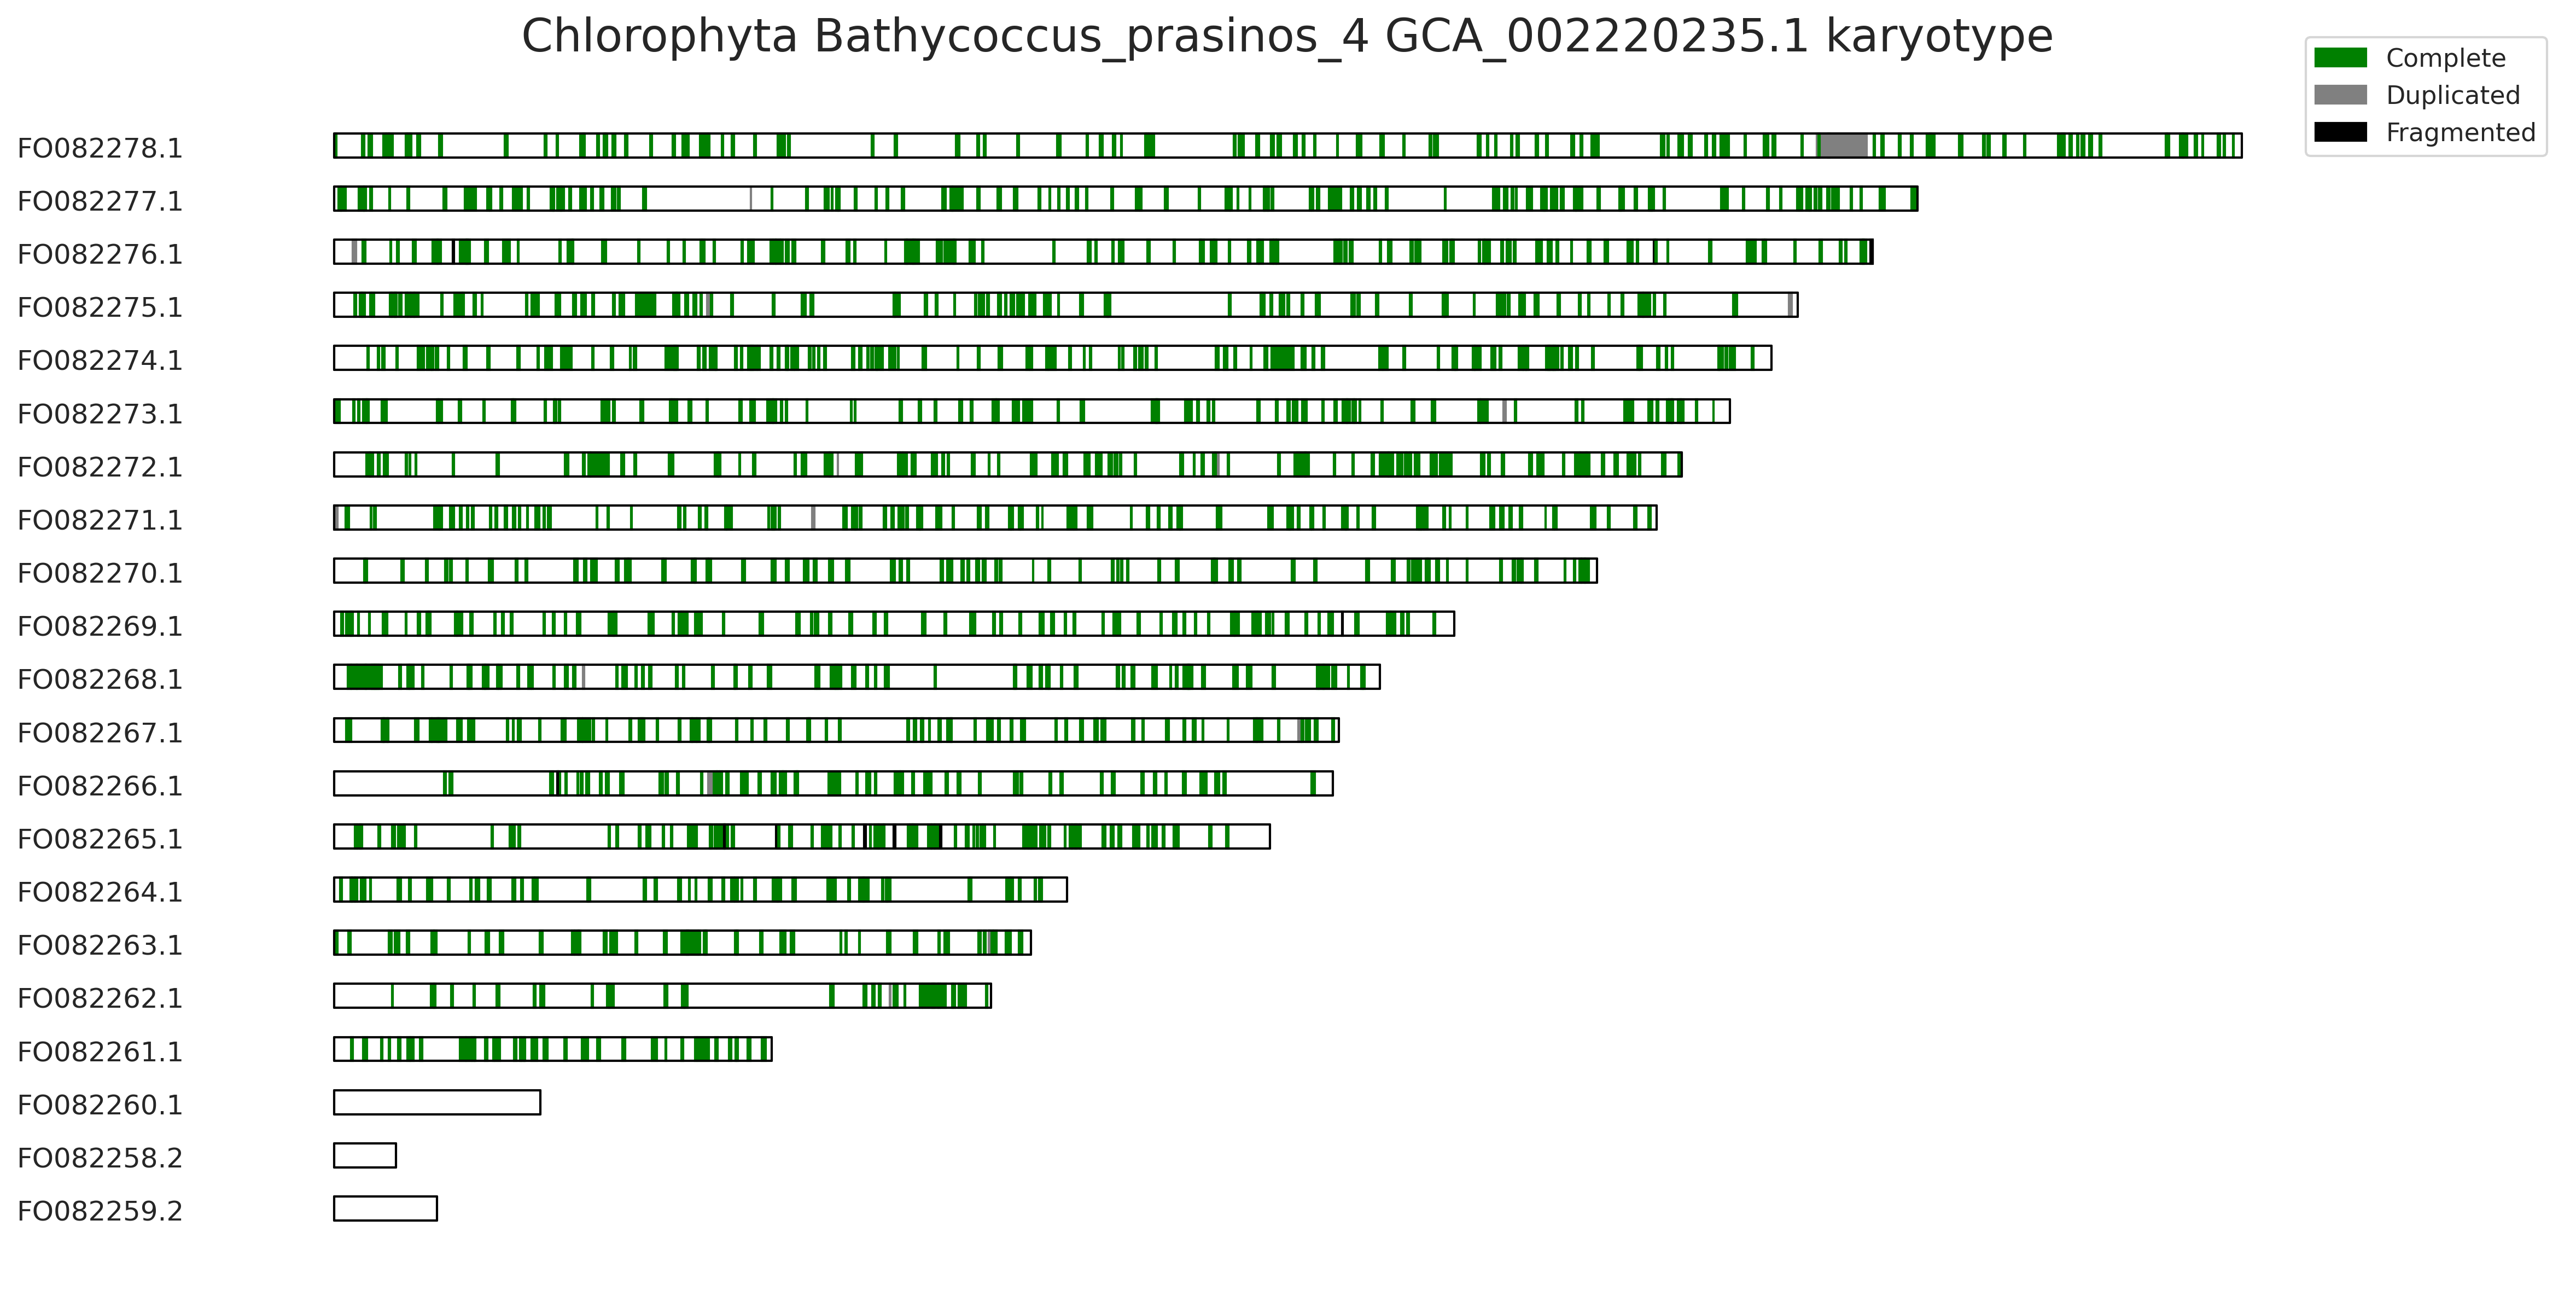 Chlorophyta Bathycoccus_prasinos_4 GCA_002220235.1 karyotype
Complete
Duplicated
Fragmented
FO082278.1
FO082277.1
FO082276.1
FO082275.1
FO082274.1
FO082273.1
FO082272.1
FO082271.1
FO082270.1
FO082269.1
FO082268.1
FO082267.1
FO082266.1
FO082265.1
FO082264.1
FO082263.1
FO082262.1
FO082261.1
FO082260.1
FO082258.2
FO082259.2